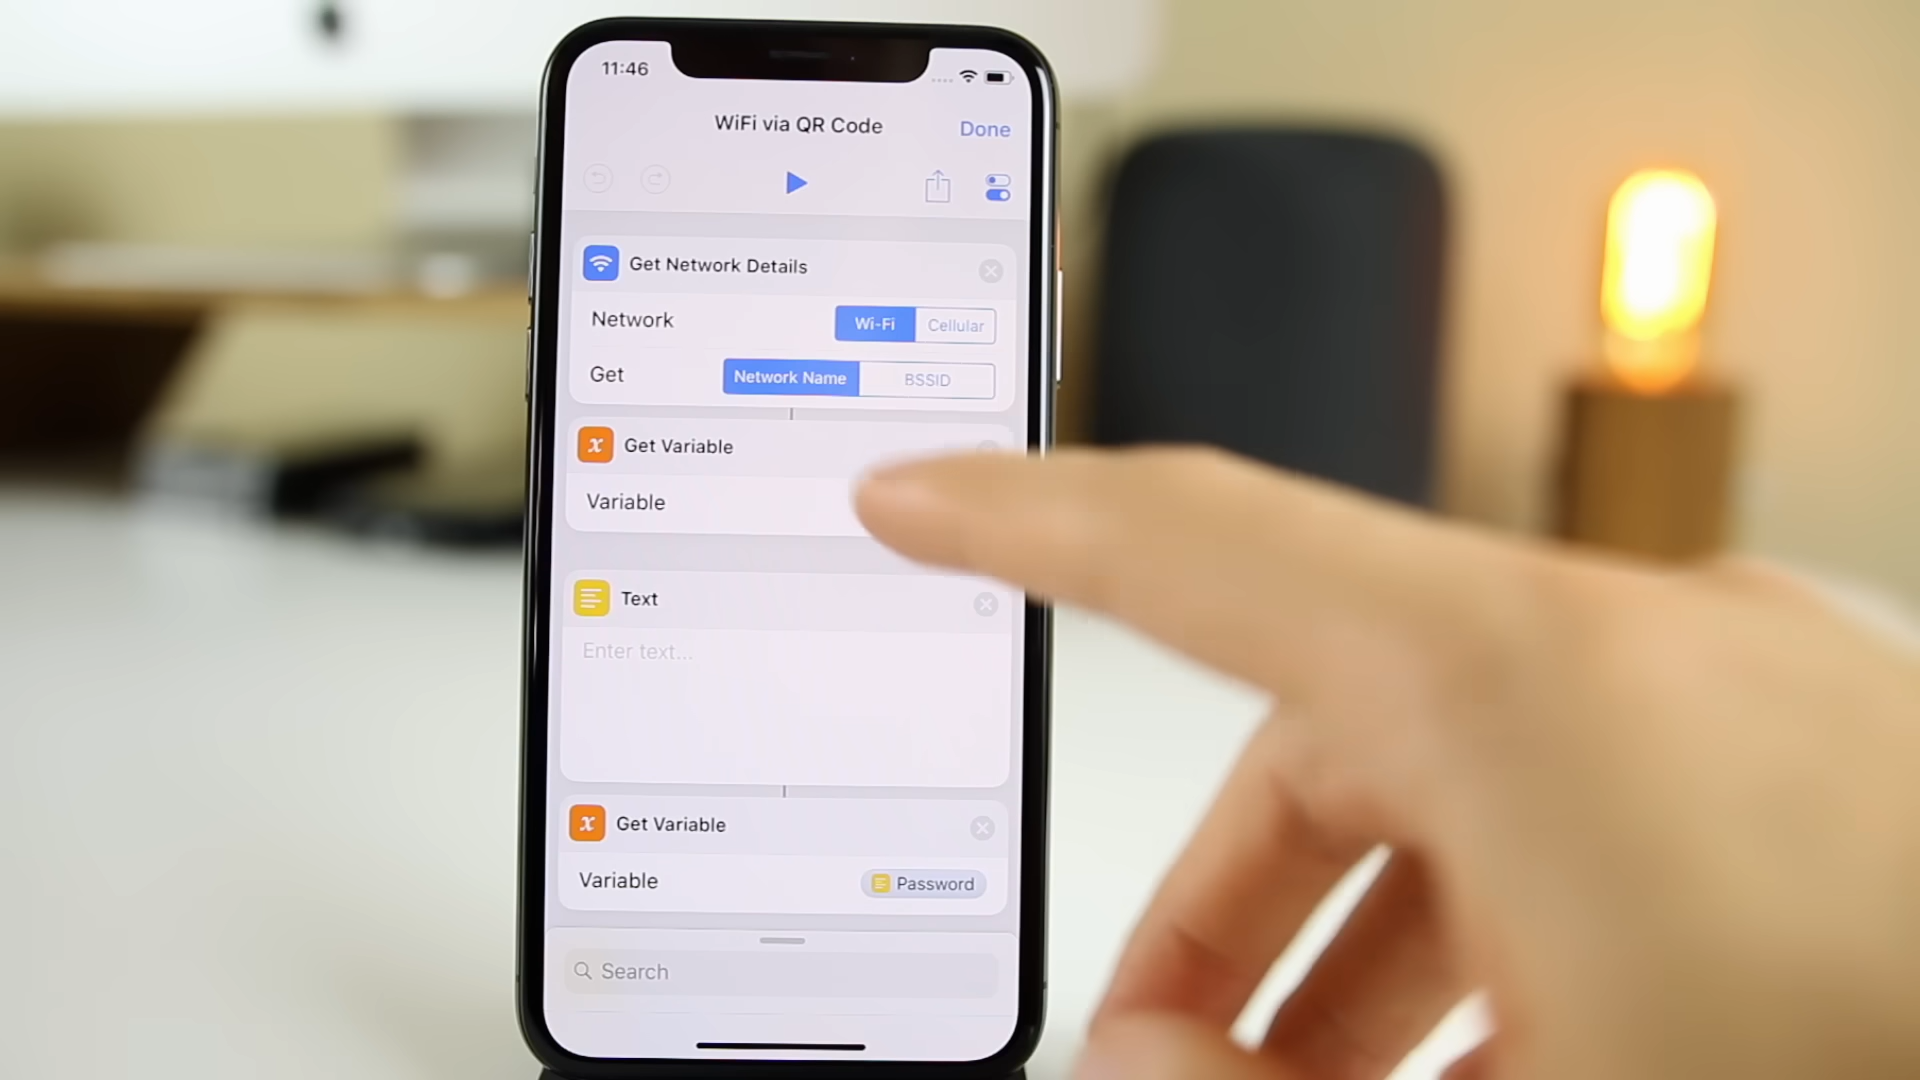 11:46
WiFi via QR Code
Done
Get Network Details
Network
Wi-Fi
Cellular
Get
Network Name
BSSID
Get Variable
Variable
Text
Enter text...
Get Variable
Variable
Password
Search